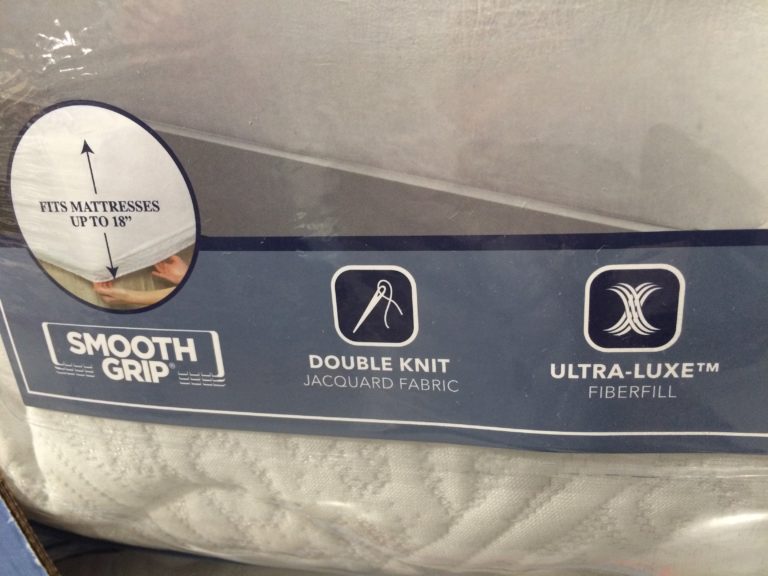 FITS MATTRESSES
UP TO 18"
SMOOTH
GRIP®
DOUBLE KNIT
JACQUARD FABRIC
ULTRA-LUXE™
FIBERFILL